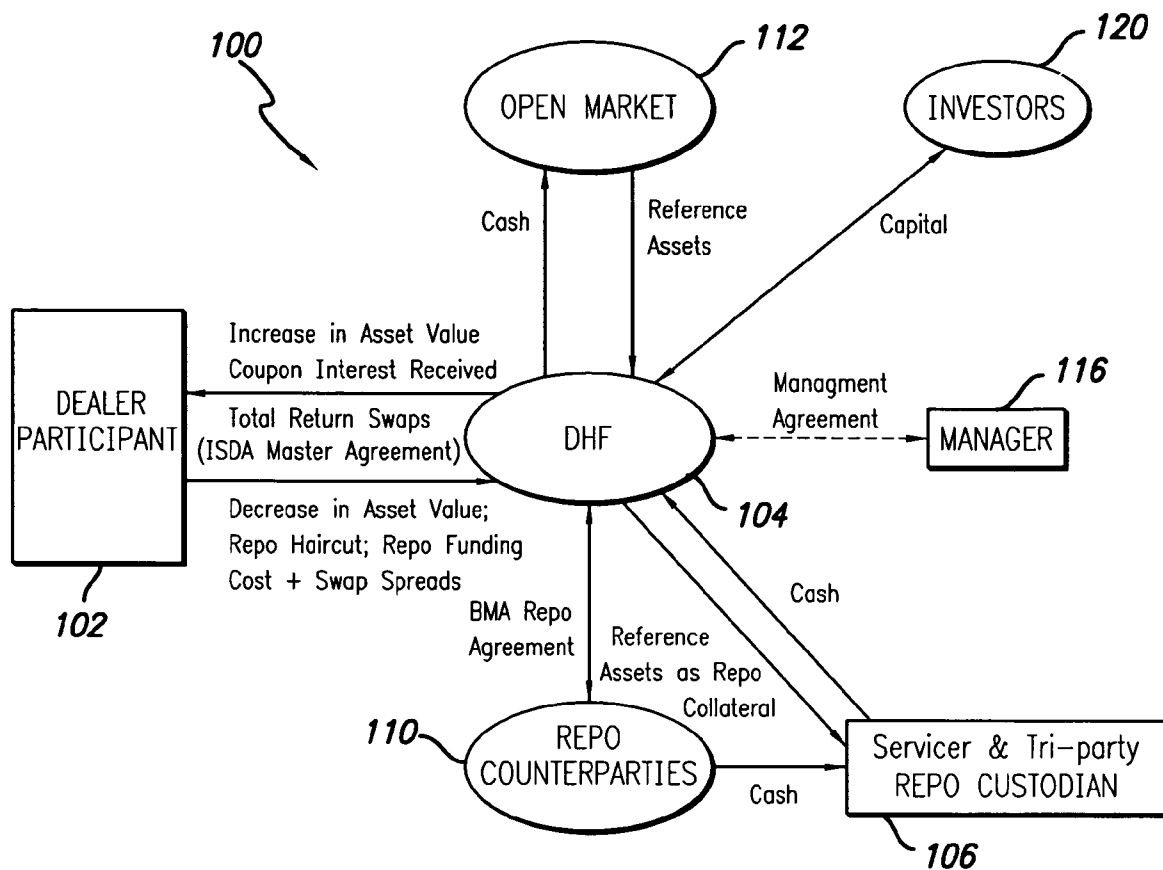 100
112
120
OPEN MARKET
INVESTORS
Cash
Reference
Assets
Capital
Increase in Asset Value
Coupon Interest Received
DEALER
PARTICIPANT
Total Return Swaps
(ISDA Master Agreement)
DHF
Managment
Agreement
116
MANAGER
104
Decrease in Asset Value;
Repo Haircut; Repo Funding
Cost + Swap Spreads
102
BMA Repo
Agreement
Reference
Assets as Repo
Collateral
Cash
110
REPO
COUNTERPARTIES
Cash
Servicer & Tri-party
REPO CUSTODIAN
106